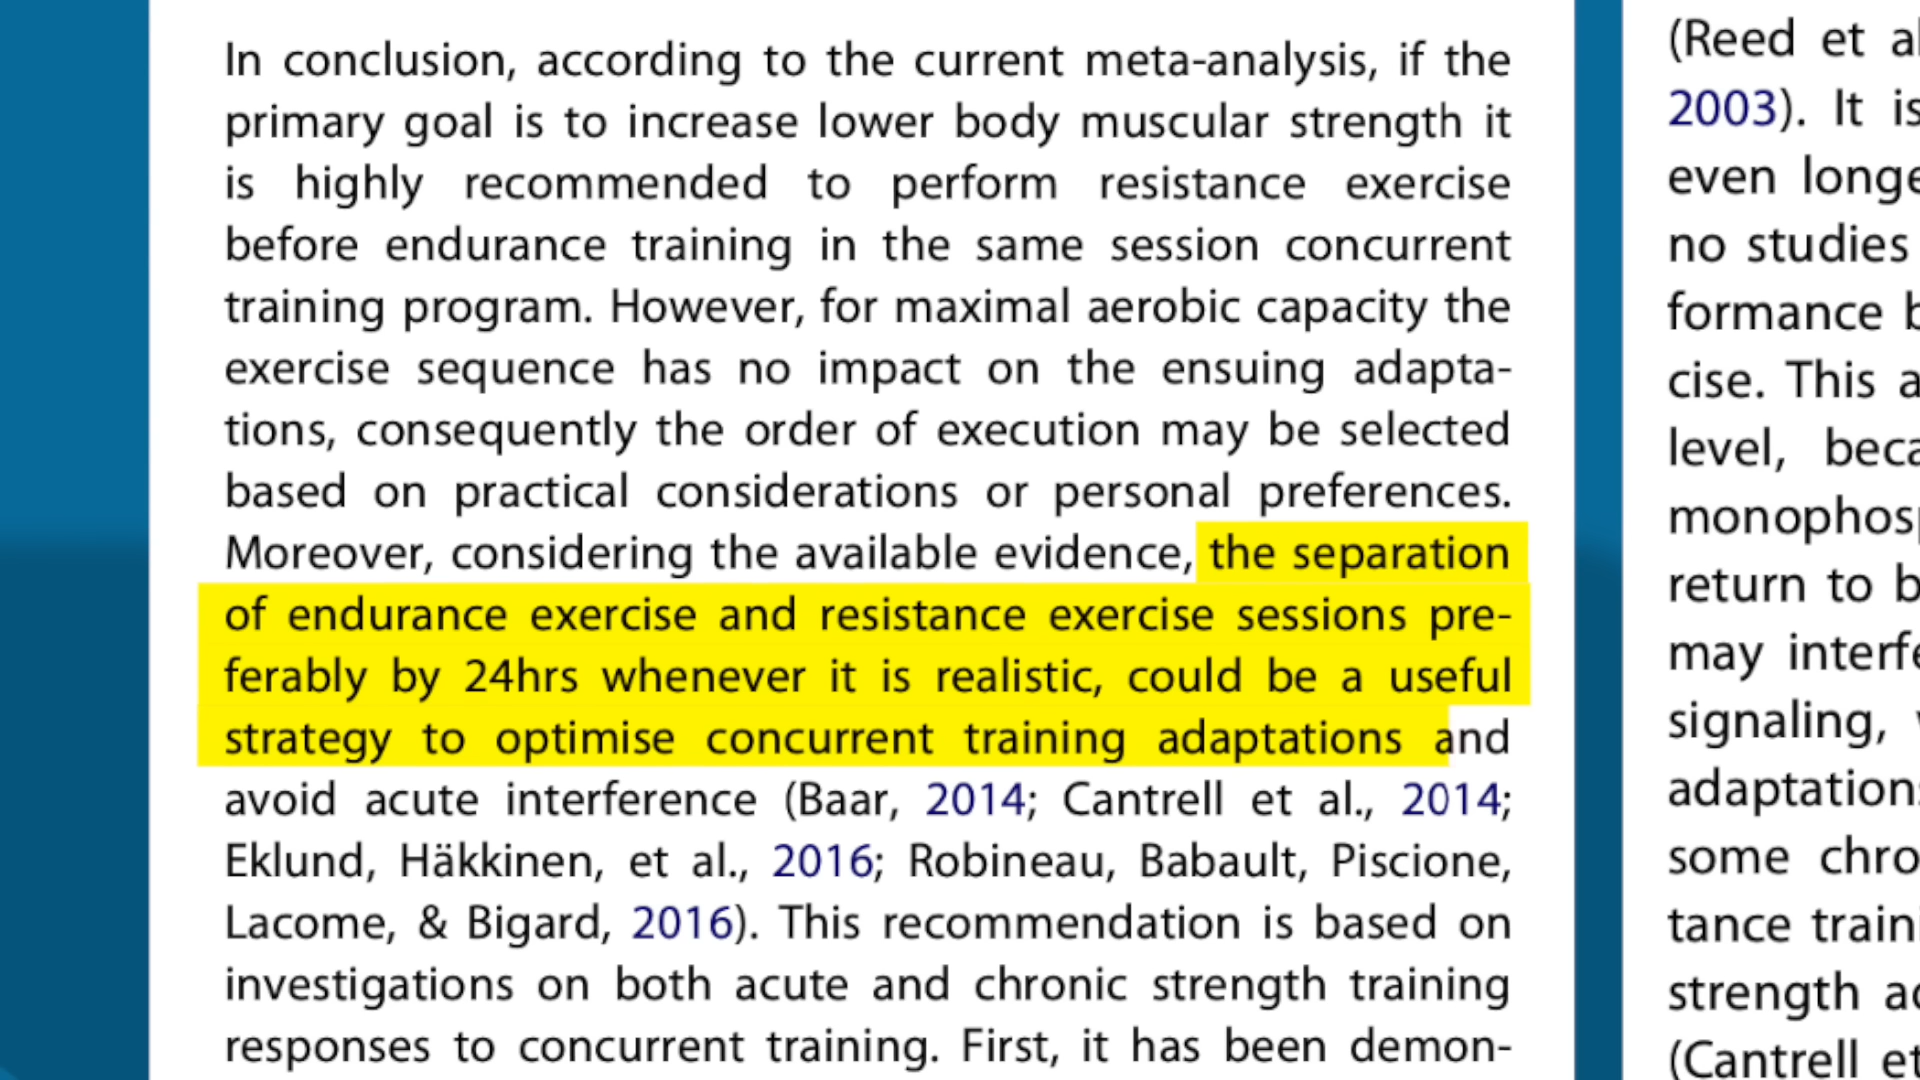 In conclusion, according to the current meta-analysis, if the
primary goal is to increase lower body muscular strength it
is highly recommended to perform resistance exercise
before endurance training in the same session concurrent
training program. However, for maximal aerobic capacity the
exercise sequence has no impact on the ensuing adapta-
tions, consequently the order of execution may be selected
based on practical considerations or personal preferences.
Moreover, considering the available evidence, the separation
of endurance exercise and resistance exercise sessions pre-
ferably by 24hrs whenever it is realistic, could be a useful
strategy to optimise concurrent training adaptations and
avoid acute interference (Baar, 2014; Cantrell et al., 2014;
Eklund, Häkkinen, et al., 2016; Robineau, Babault, Piscione,
Lacome, & Bigard, 2016). This recommendation is based on
investigations on both acute and chronic strength training
responses to concurrent training. First, it has been demon-
(Reed et
2003). It
even
no studies
formance
cise. This
level,
return to
may
signaling,
some
tance
strength
(Cantrell et